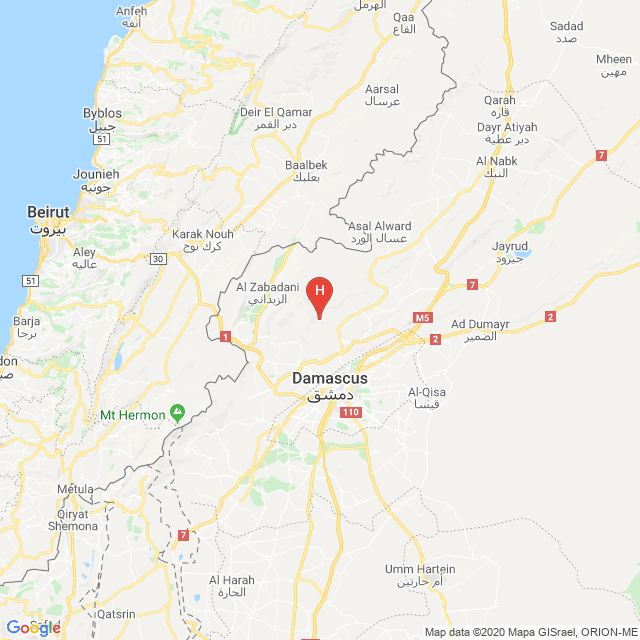 الهرمل
Anfeh
أنفه
Qaa
القاع
Sadad
صدد
Mheen
مهين
Aarsal
عرسال
Qarah
قاره
Byblos
جبيل
51
Deir El Qamar
دير القمر
Dayr Atiyah
دير عطية
7
Al Nabk
النبك
Baalbek
بعلبك
Jounieh
جونيه
Beirut
بيروت
Karak Nouh
كرك نوح
Asal Alward
عسال الورد
Jayrud
جيرود
Aley
عاليه
30
51
Al Zabadani
الزبداني
H
7
Barja
برجا
M5
2
Ad Dumayr
الضمير
1
2
Damascus
دمشق
Al-Qisa
قيسا
Mt Hermon
110
Metula
Qiryat
Shemona
7
Umm Hartein
أم حارتين
Al Harah
الحارة
Qatsrin
Google
Map data ©2020 Mapa GISrael, ORION-ME